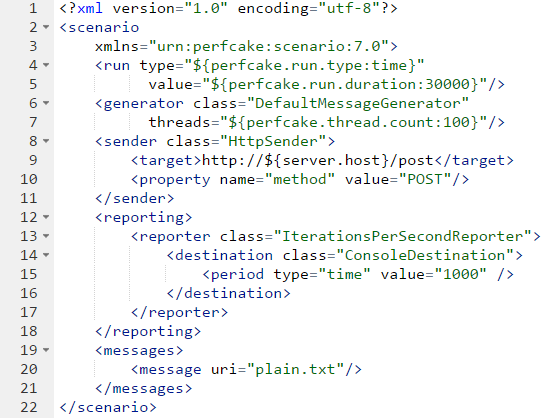 1 <?xml version="1.0" encoding="utf-8"?>
2 <scenario
3 xmlns="urn:perfcake:scenario:7.0">
4 <run type="${perfcake.run.type:time}"
5 value="${perfcake.run.duration:30000}"/>
6 <generator class="DefaultMessageGenerator"
7 threads="${perfcake.thread.count:100}"/>
8 <sender class="HttpSender">
9 <target>http://${server.host}/post</target>
10 <property name="method" value="POST"/>
11 </sender>
12 <reporting>
13 <reporter class="IterationsPerSecondReporter">
14 <destination class="ConsoleDestination">
15 <period type="time" value="1000" />
16 </destination>
17 </reporter>
18 </reporting>
19 <messages>
20 <message uri="plain.txt"/>
21 </messages>
22 </scenario>